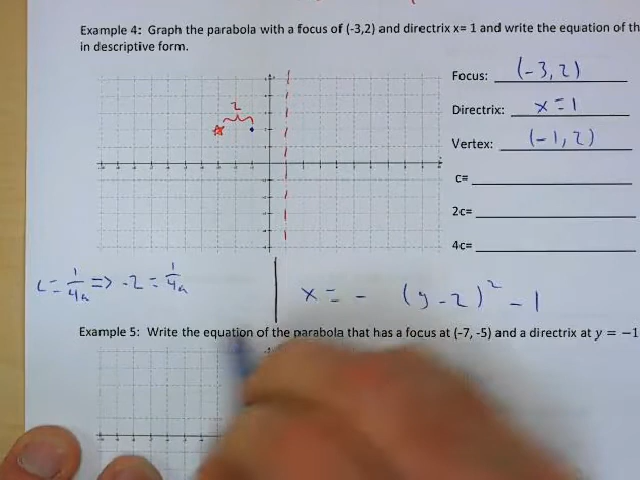 Example 4: Graph the parabola with a focus of (-3,2) and directrix x= 1 and write the equation of th
in descriptive form.
Focus: (-3, 2)
Directrix: x = 1
Vertex: (-1, 2)
c=
2c=
4c=
2
c = 1/4a => -2 = 1/4a
x = - (y - 2)² - 1
Example 5: Write the equation of the parabola that has a focus at (-7, -5) and a directrix at y = −1